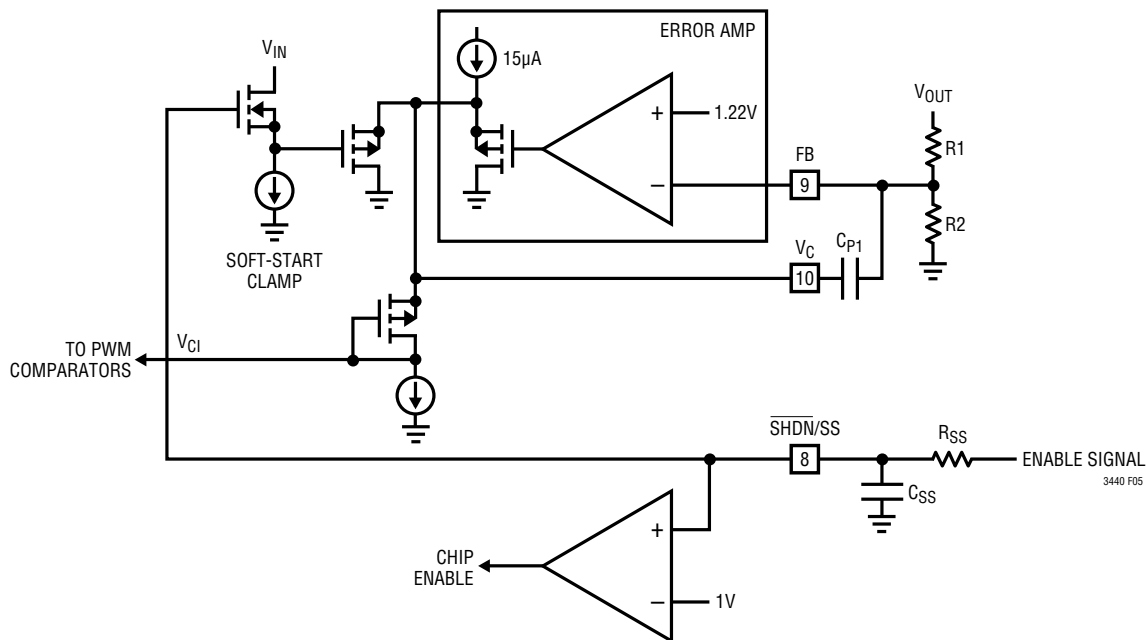 ERROR AMP
V_IN
15µA
V_OUT
+
1.22V
R1
FB
9
–
R2
V_C
10
C_P1
SOFT-START
CLAMP
V_CI
TO PWM
COMPARATORS
SHDN/SS
8
R_SS
ENABLE SIGNAL
3440 F05
C_SS
+
CHIP
ENABLE
–
1V